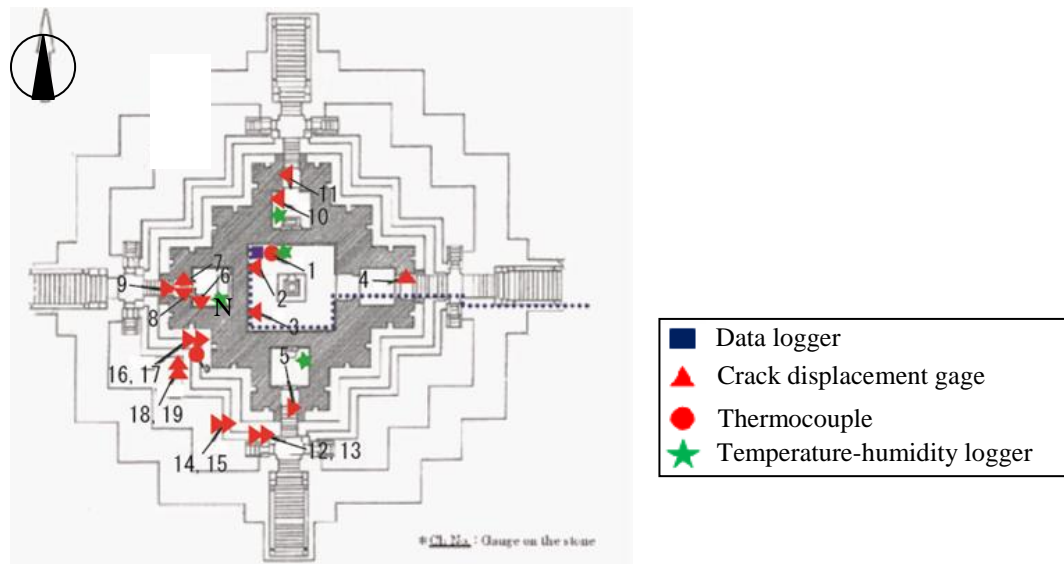 11
10
7
6
9
1
4
2
N
8
3
5
16, 17
18, 19
12, 13
14, 15
* Ch No. : Gauge on the stone
Data logger
Crack displacement gage
Thermocouple
Temperature-humidity logger